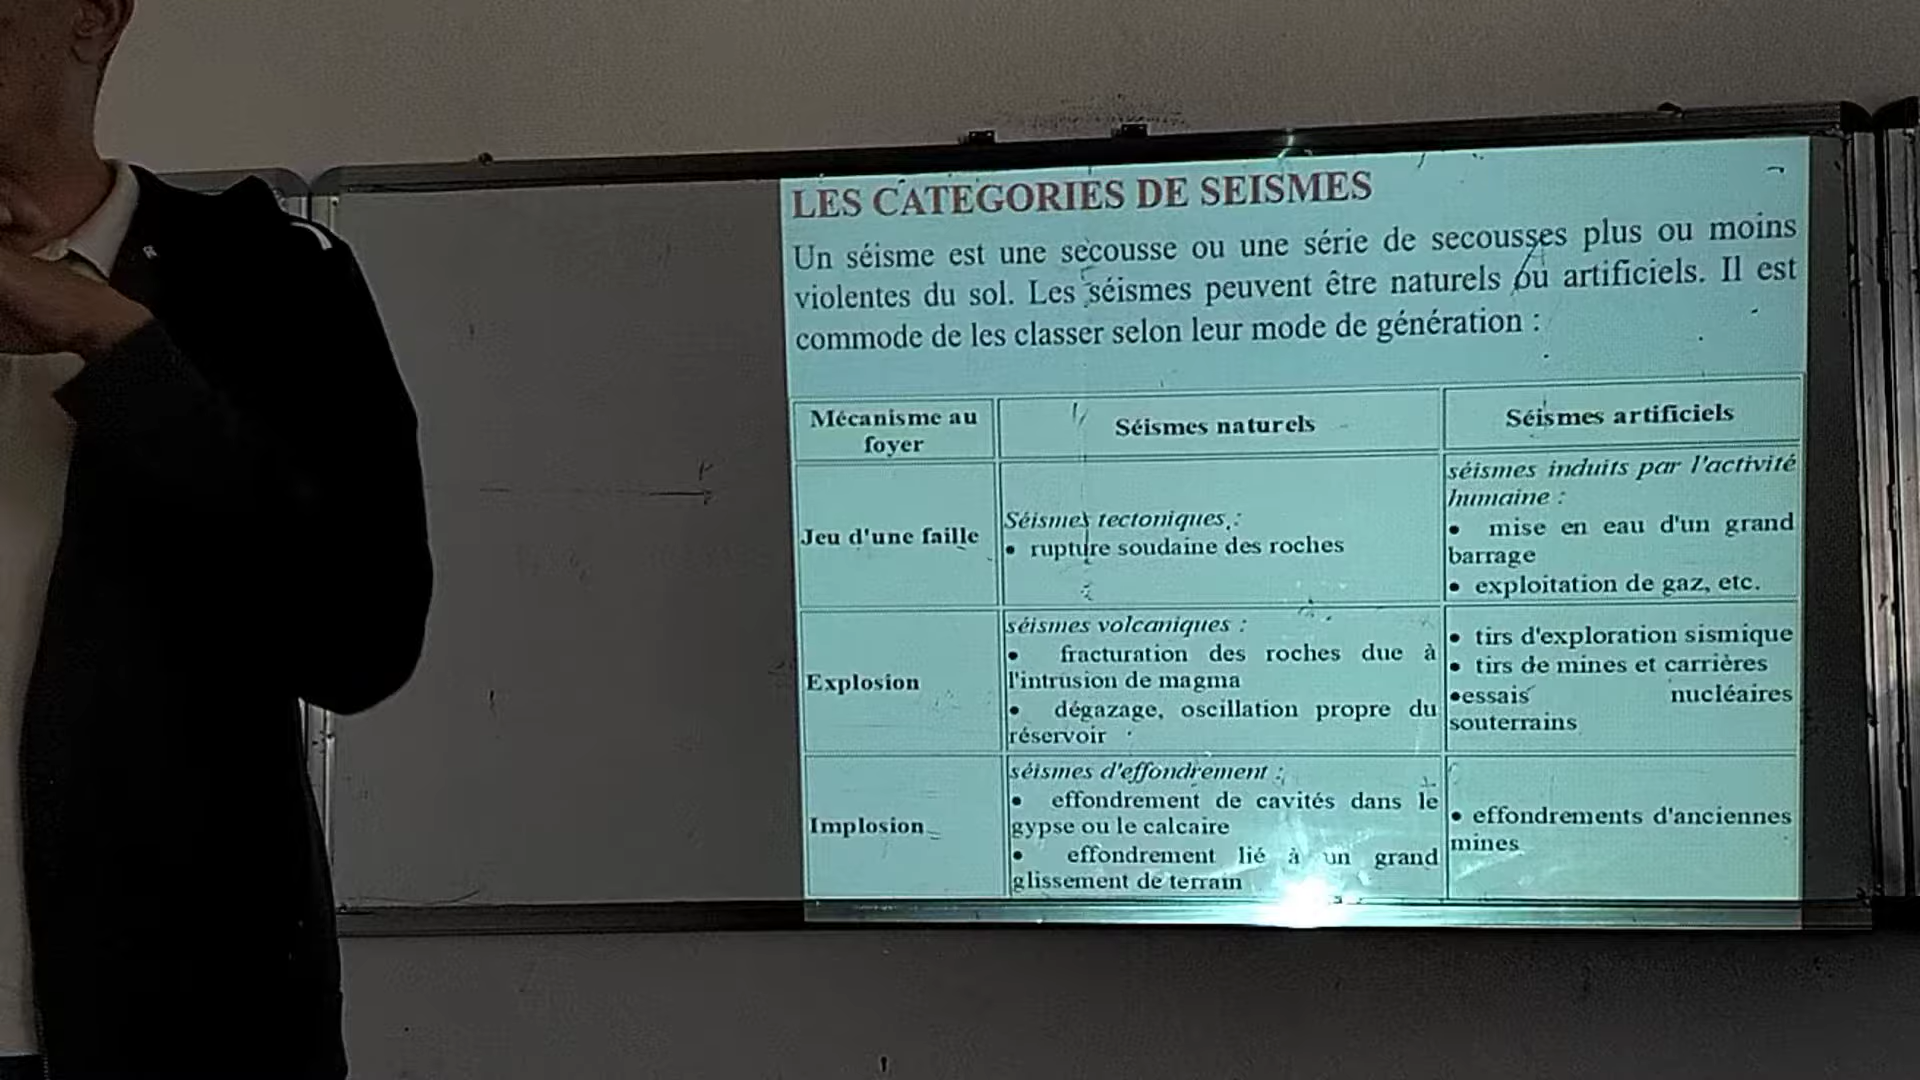 LES CATEGORIES DE SEISMES
Un séisme est une secousse ou une série de secousses plus ou moins
violentes du sol. Les séismes peuvent être naturels ou artificiels. Il est
commode de les classer selon leur mode de génération :
Mécanisme au
foyer
Séismes naturels
Séismes artificiels
Jeu d'une faille
Séismes tectoniques :
• rupture soudaine des roches
séismes induits par l'activité
humaine :
• mise en eau d'un grand
barrage
• exploitation de gaz, etc.
Explosion
séismes volcaniques :
• fracturation des roches due à
l'intrusion de magma
• dégazage, oscillation propre du
réservoir
• tirs d'exploration sismique
• tirs de mines et carrières
•essais nucléaires
souterrains
Implosion
séismes d'effondrement :
• effondrement de cavités dans le
gypse ou le calcaire
• effondrement lié à un grand
glissement de terrain
• effondrements d'anciennes
mines